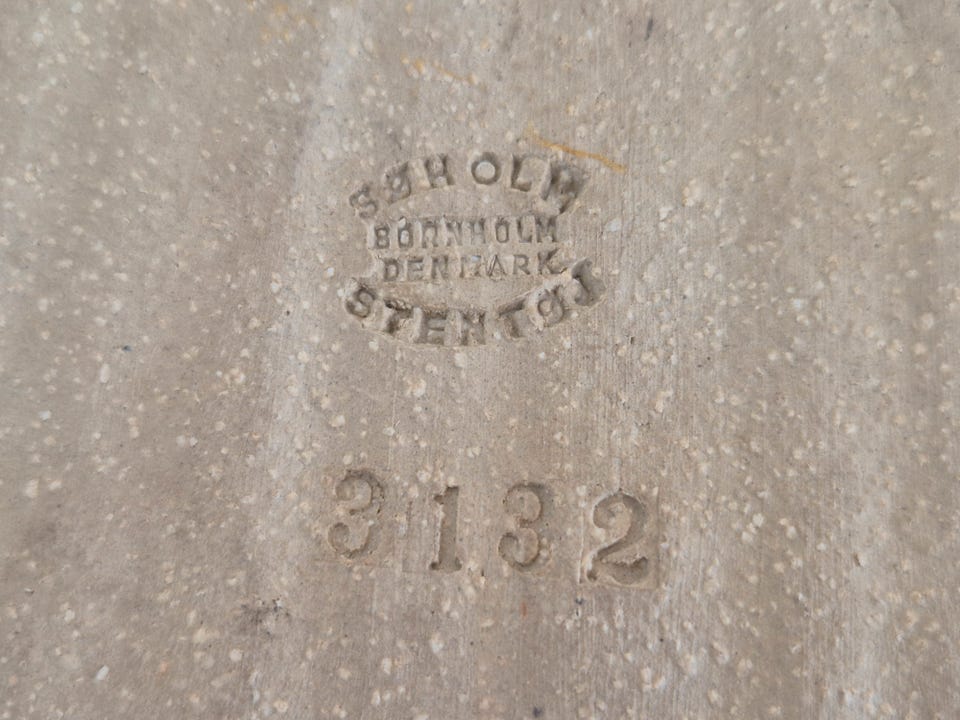 SØHOLM
BORNHOLM
DENMARK
STENTØJ
3132